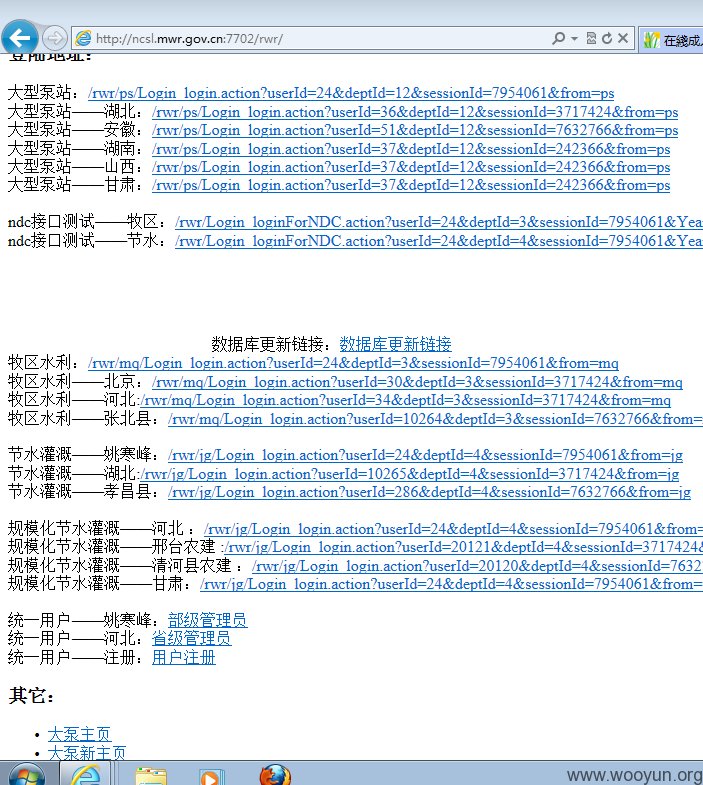 http://ncsl.mwr.gov.cn:7702/rwr/
在綫成人
登陆地址：
大型泵站：/rwr/ps/Login_login.action?userId=24&deptId=12&sessionId=7954061&from=ps
大型泵站——湖北：/rwr/ps/Login_login.action?userId=36&deptId=12&sessionId=3717424&from=ps
大型泵站——安徽：/rwr/ps/Login_login.action?userId=51&deptId=12&sessionId=7632766&from=ps
大型泵站——湖南：/rwr/ps/Login_login.action?userId=37&deptId=12&sessionId=242366&from=ps
大型泵站——山西：/rwr/ps/Login_login.action?userId=37&deptId=12&sessionId=242366&from=ps
大型泵站——甘肃：/rwr/ps/Login_login.action?userId=37&deptId=12&sessionId=242366&from=ps
ndc接口测试——牧区：/rwr/Login_loginForNDC.action?userId=24&deptId=3&sessionId=7954061&Yea
ndc接口测试——节水：/rwr/Login_loginForNDC.action?userId=24&deptId=4&sessionId=7954061&Yea
数据库更新链接：数据库更新链接
牧区水利：/rwr/mq/Login_login.action?userId=24&deptId=3&sessionId=7954061&from=mq
牧区水利——北京：/rwr/mq/Login_login.action?userId=30&deptId=3&sessionId=3717424&from=mq
牧区水利——河北:/rwr/mq/Login_login.action?userId=34&deptId=3&sessionId=3717424&from=mq
牧区水利——张北县：/rwr/mq/Login_login.action?userId=10264&deptId=3&sessionId=7632766&from=
节水灌溉——姚寒峰：/rwr/jg/Login_login.action?userId=24&deptId=4&sessionId=7954061&from=jg
节水灌溉——湖北:/rwr/jg/Login_login.action?userId=10265&deptId=4&sessionId=3717424&from=jg
节水灌溉——孝昌县：/rwr/jg/Login_login.action?userId=286&deptId=4&sessionId=7632766&from=jg
规模化节水灌溉——河北 ：/rwr/jg/Login_login.action?userId=24&deptId=4&sessionId=7954061&from=
规模化节水灌溉——邢台农建 :/rwr/jg/Login_login.action?userId=20121&deptId=4&sessionId=3717424&
规模化节水灌溉——清河县农建 ：/rwr/jg/Login_login.action?userId=20120&deptId=4&sessionId=7632
规模化节水灌溉——甘肃：/rwr/jg/Login_login.action?userId=24&deptId=4&sessionId=7954061&from=
统一用户——姚寒峰：部级管理员
统一用户——河北：省级管理员
统一用户——注册：用户注册
其它：
大泵主页
大泵新主页
www.wooyun.org